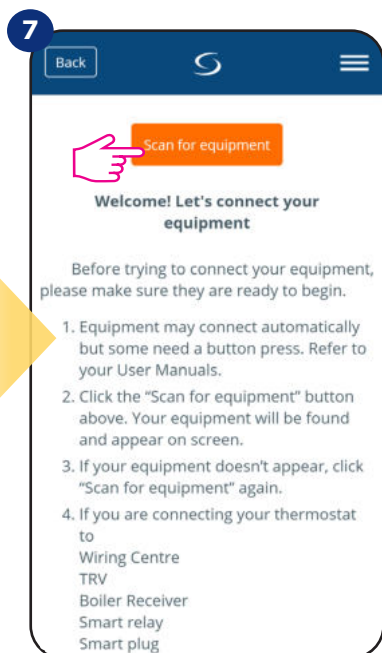 7
Back
Scan for equipment
Welcome! Let's connect your
equipment
Before trying to connect your equipment,
please make sure they are ready to begin.
1. Equipment may connect automatically
but some need a button press. Refer to
your User Manuals.
2. Click the “Scan for equipment” button
above. Your equipment will be found
and appear on screen.
3. If your equipment doesn’t appear, click
“Scan for equipment” again.
4. If you are connecting your thermostat
to
Wiring Centre
TRV
Boiler Receiver
Smart relay
Smart plug